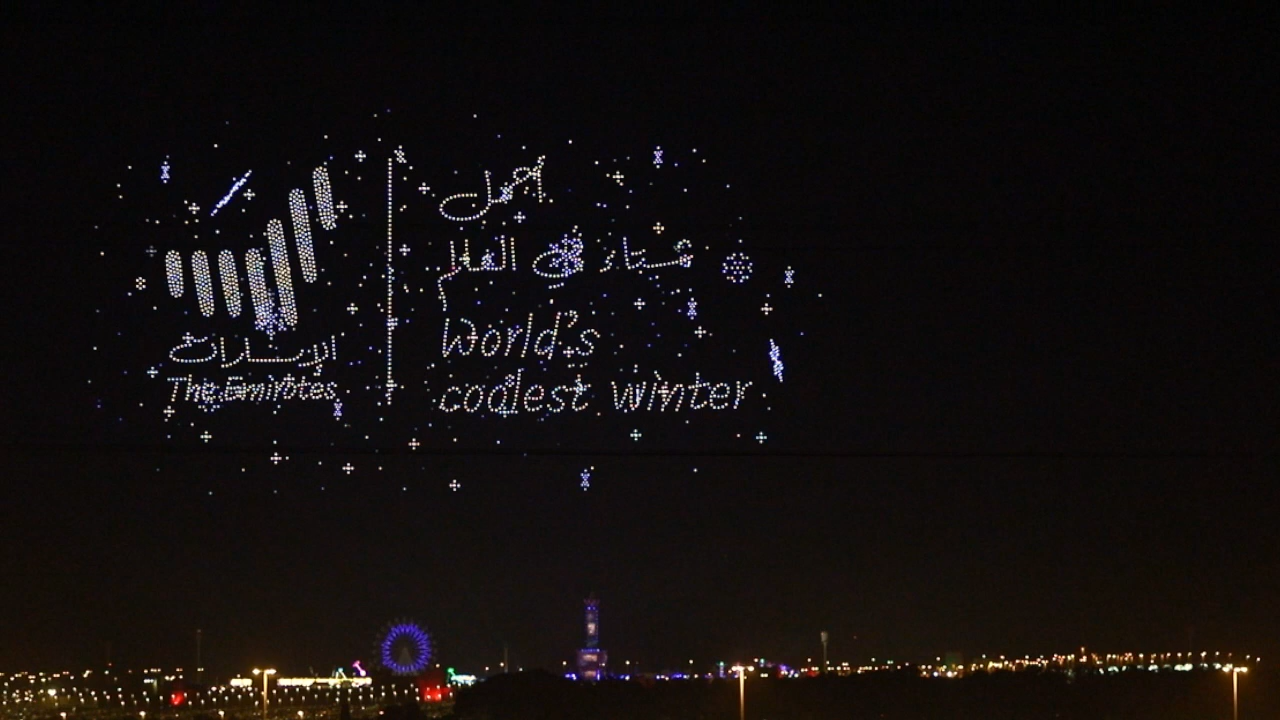 الإمارات
The Emirates
أجمل
شتاء في العالم
World's
coolest winter